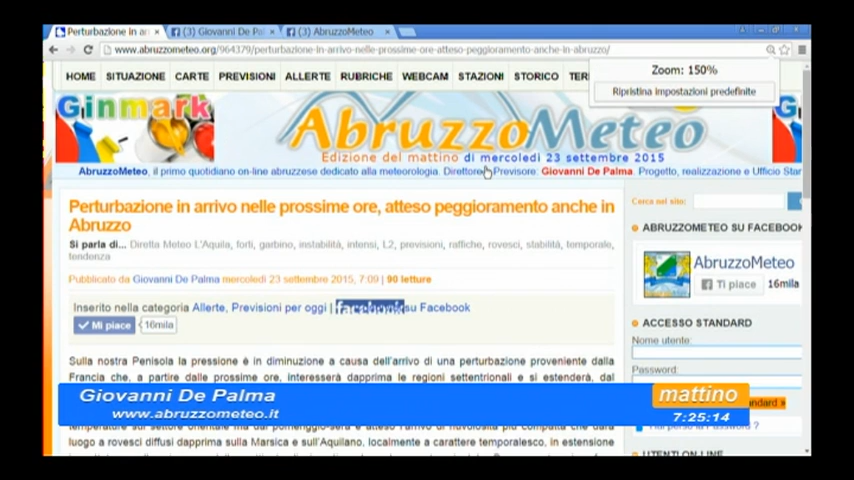 Perturbazione in ar
(3) Giovanni De Pal
(3) AbruzzoMeteo
www.abruzzometeo.org/964379/perturbazione-in-arrivo-nelle-prossime-ore-atteso-peggioramento-anche-in-abruzzo/
Zoom: 150%
Ripristina impostazioni predefinite
HOME SITUAZIONE CARTE PREVISIONI ALLERTE RUBRICHE WEBCAM STAZIONI STORICO TER
Ginmark
AbruzzoMeteo
Edizione del mattino di mercoledì 23 settembre 2015
AbruzzoMeteo, il primo quotidiano on-line abruzzese dedicato alla meteorologia. Direttore Previsore: Giovanni De Palma. Progetto, realizzazione e Ufficio Star
Perturbazione in arrivo nelle prossime ore, atteso peggioramento anche in
Abruzzo
Si parla di... Diretta Meteo L'Aquila, forti, garbino, instabilità, intensi, L2, previsioni, raffiche, rovesci, stabilità, temporale,
tendenza
Pubblicato da Giovanni De Palma mercoledì 23 settembre 2015, 7:09 | 90 letture
Inserito nella categoria Allerte, Previsioni per oggi | facebook su Facebook
Mi piace 16mila
Sulla nostra Penisola la pressione è in diminuzione a causa dell'arrivo di una perturbazione proveniente dalla
Francia che, a partire dalle prossime ore, interesserà dapprima le regioni settentrionali e si estenderà, dal
luogo a rovesci diffusi dapprima sulla Marsica e sull'Aquilano, localmente a carattere temporalesco, in estensione
Cerca nel sito:
ABRUZZOMETEO SU FACEBOOK
AbruzzoMeteo
Ti piace 16mila
ACCESSO STANDARD
Nome utente:
Password:
Hai perso la Password ?
UTENTI ON-LINE
Giovanni De Palma
www.abruzzometeo.it
mattino
7:25:14